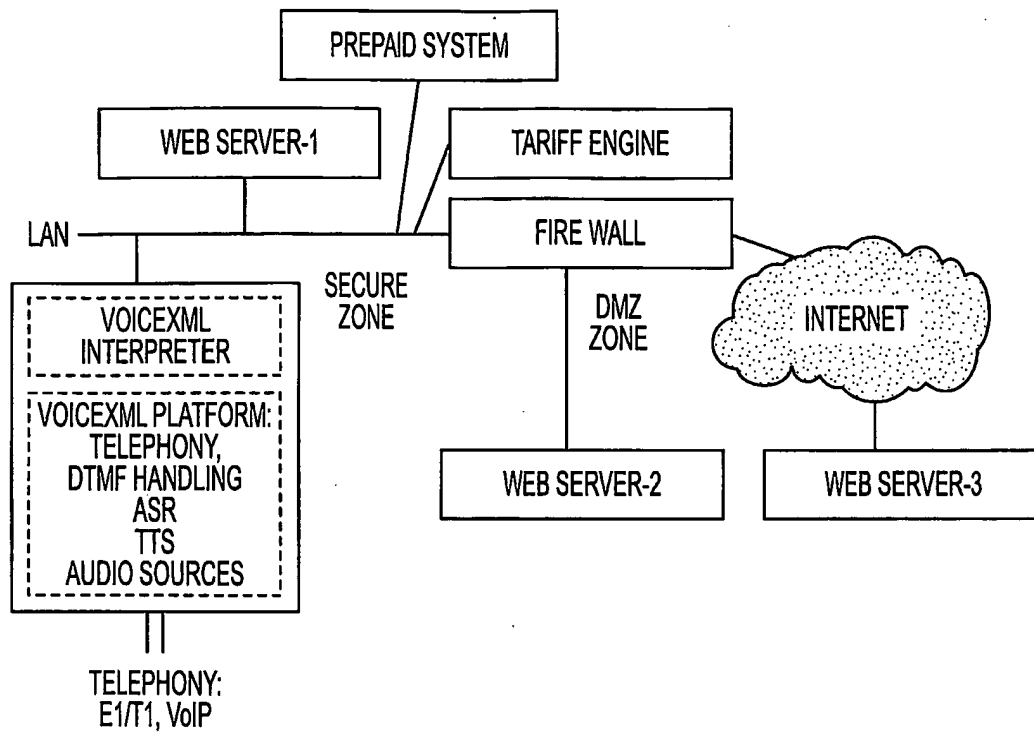 PREPAID SYSTEM
WEB SERVER-1
TARIFF ENGINE
LAN
FIRE WALL
SECURE
ZONE
DMZ
ZONE
INTERNET
VOICEXML
INTERPRETER
VOICEXML PLATFORM:
TELEPHONY,
DTMF HANDLING
ASR
TTS
AUDIO SOURCES
WEB SERVER-2
WEB SERVER-3
TELEPHONY:
E1/T1, VoIP